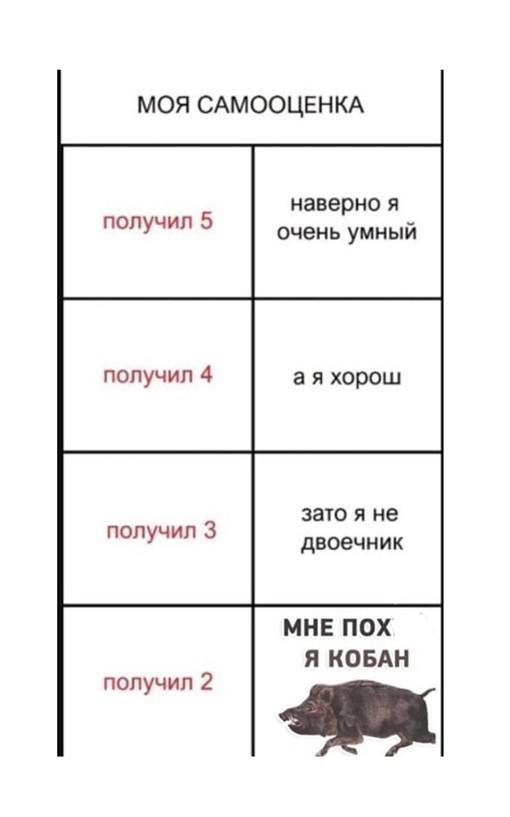 МОЯ САМООЦЕНКА
получил 5
наверно я
очень умный
получил 4
а я хорош
получил 3
зато я не
двоечник
получил 2
МНЕ ПОХ
Я КОБАН